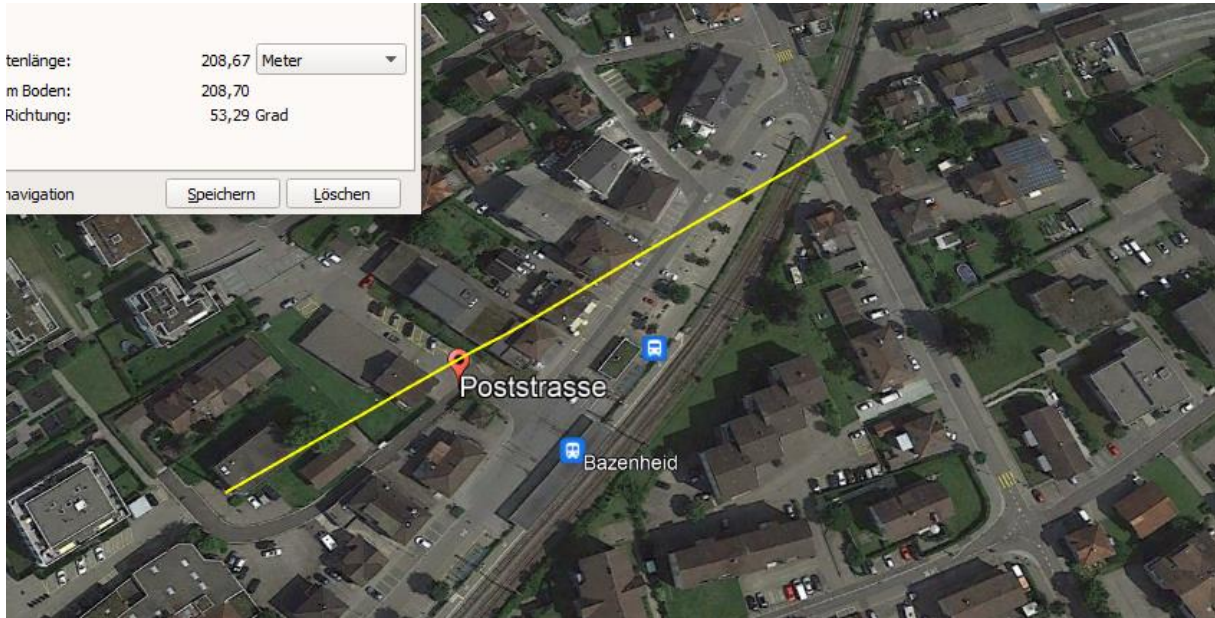 tenlänge: 208,67 Meter
m Boden: 208,70
Richtung: 53,29 Grad
navigation Speichern Löschen
Poststrasse
Bazenheid